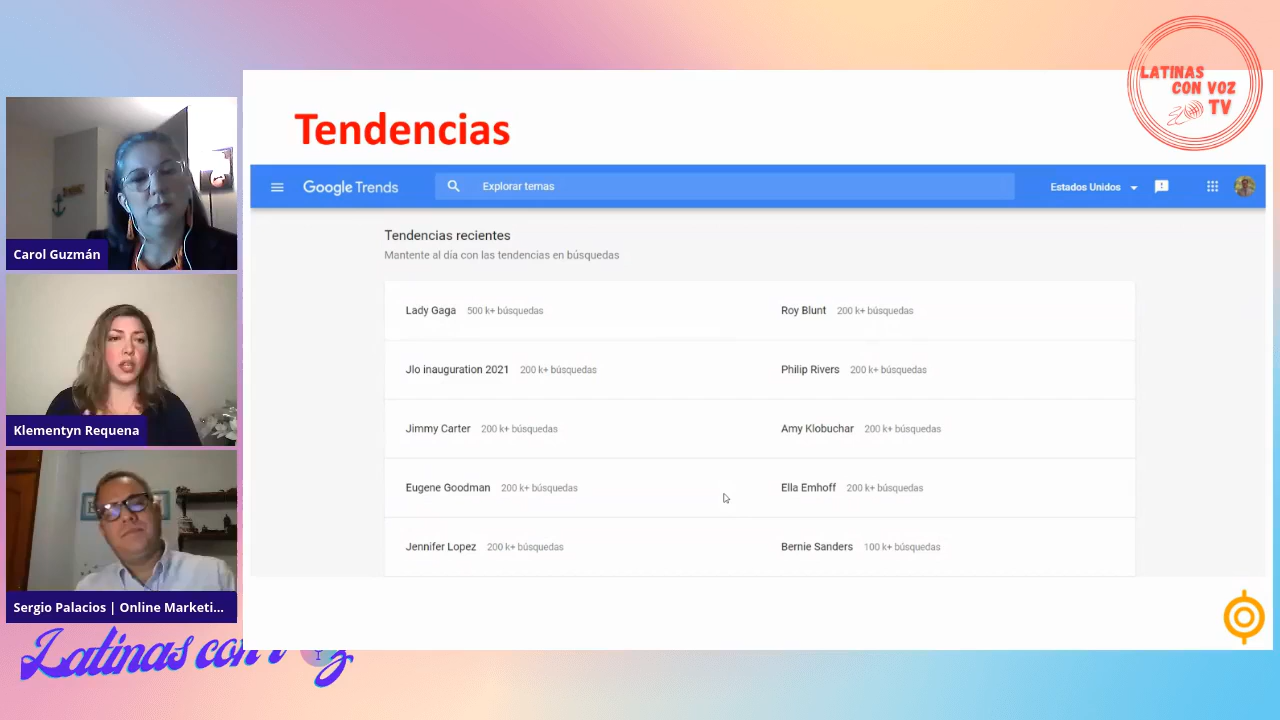 LATINAS
CON VOZ
TV
Tendencias
Google Trends
Explorar temas
Estados Unidos
Tendencias recientes
Mantente al día con las tendencias en búsquedas
Lady Gaga 500 k+ búsquedas
Roy Blunt 200 k+ búsquedas
Jlo inauguration 2021 200 k+ búsquedas
Philip Rivers 200 k+ búsquedas
Jimmy Carter 200 k+ búsquedas
Amy Klobuchar 200 k+ búsquedas
Eugene Goodman 200 k+ búsquedas
Ella Emhoff 200 k+ búsquedas
Jennifer Lopez 200 k+ búsquedas
Bernie Sanders 100 k+ búsquedas
Carol Guzmán
Klementyn Requena
Sergio Palacios | Online Marketi...
Latinas con